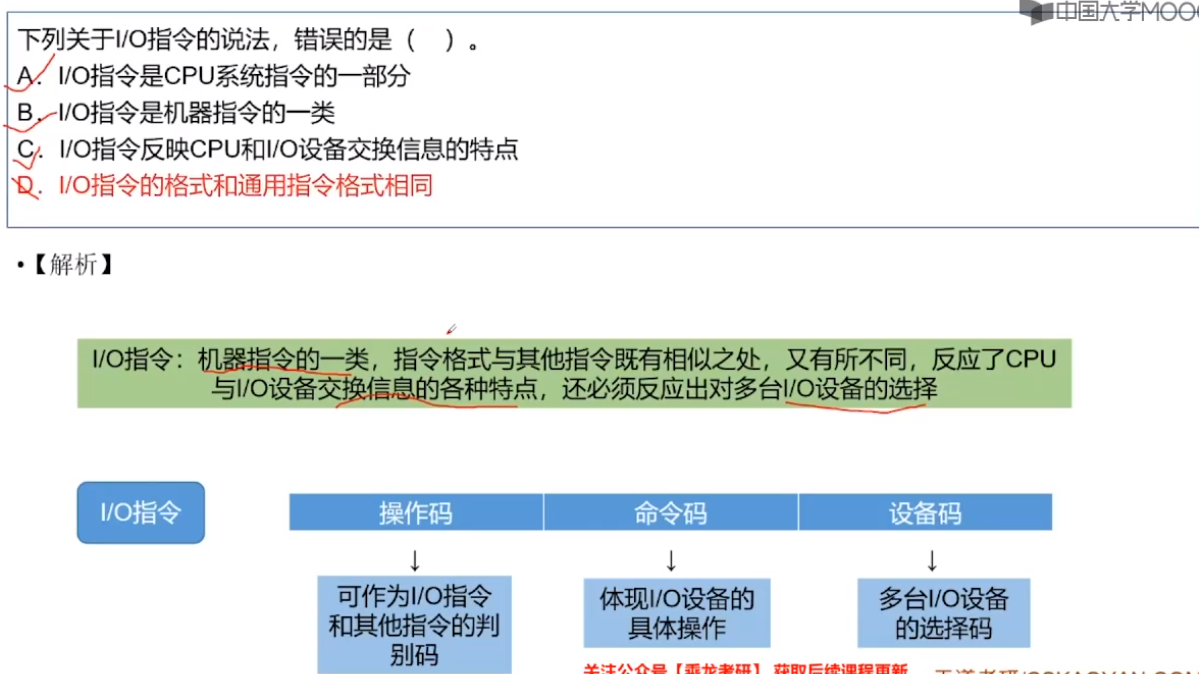 中国大学MOO
下列关于I/O指令的说法，错误的是（ ）。
A. I/O指令是CPU系统指令的一部分
B. I/O指令是机器指令的一类
C. I/O指令反映CPU和I/O设备交换信息的特点
D. I/O指令的格式和通用指令格式相同
•【解析】
I/O指令：机器指令的一类，指令格式与其他指令既有相似之处，又有所不同，反应了CPU
与I/O设备交换信息的各种特点，还必须反应出对多台I/O设备的选择
I/O指令 操作码 命令码 设备码
↓ ↓ ↓
可作为I/O指令
和其他指令的判
别码
体现I/O设备的
具体操作
多台I/O设备
的选择码
关注公众号【乘龙考研】 获取后续课程更新